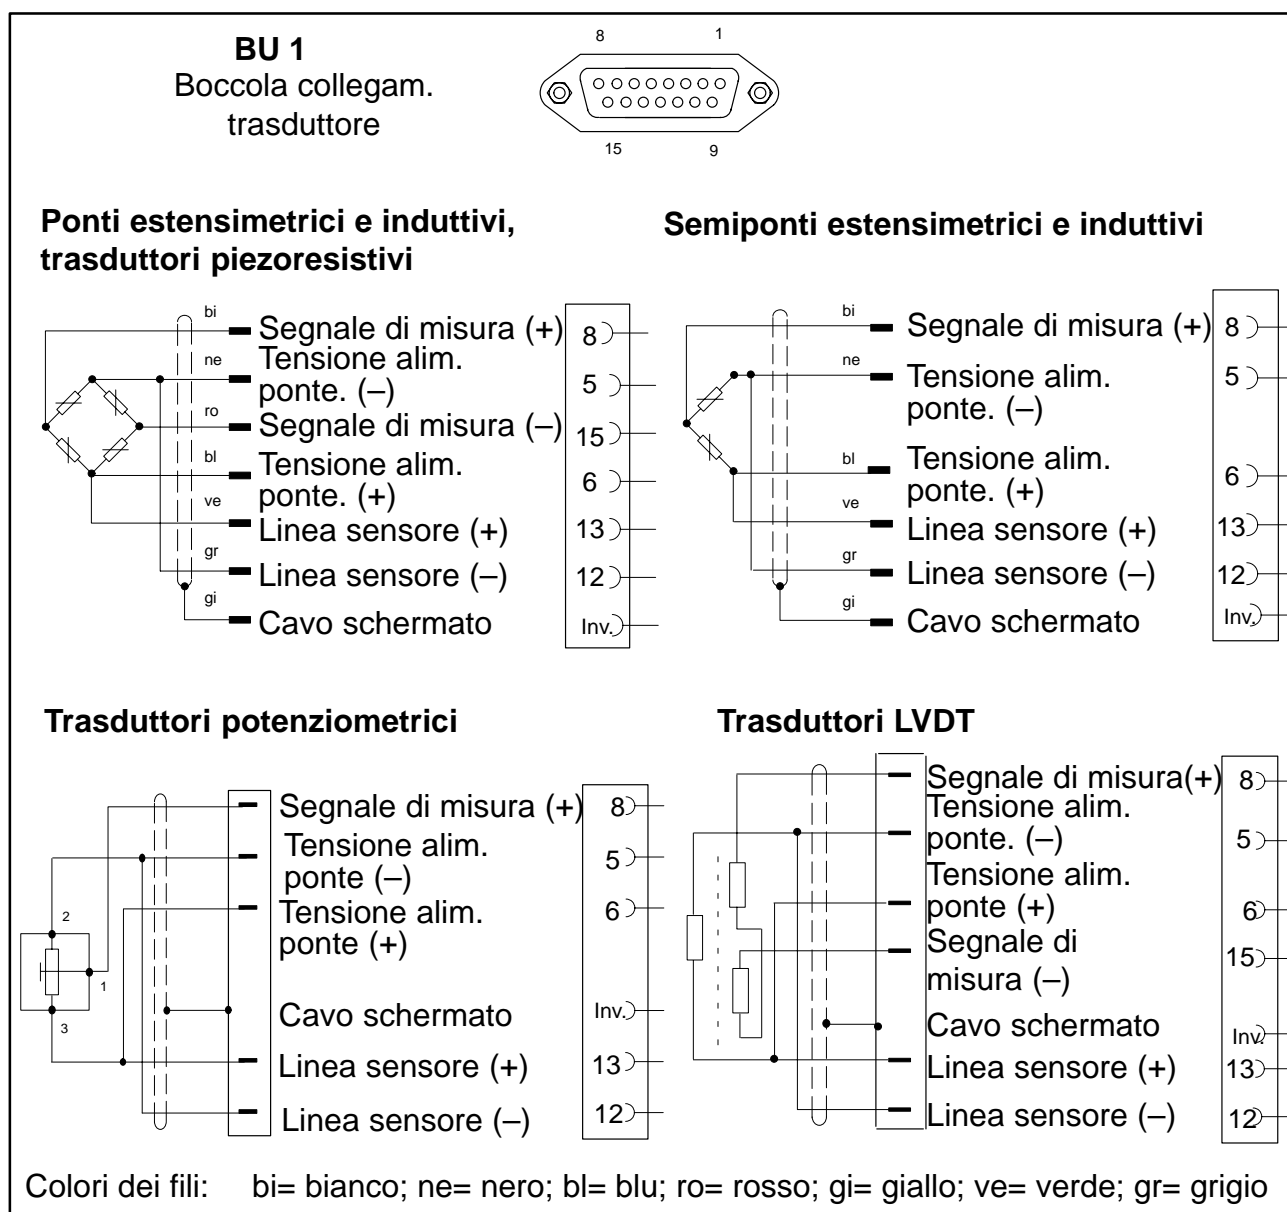 BU 1
Boccola collegam.
trasduttore
8
1
15
9
Ponti estensimetrici e induttivi,
trasduttori piezoresistivi
bi
Segnale di misura (+)
8
ne
Tensione alim.
ponte. (–)
5
ro
Segnale di misura (–)
15
bl
Tensione alim.
ponte. (+)
6
ve
Linea sensore (+)
13
gr
Linea sensore (–)
12
gi
Cavo schermato
Inv.
Semiponti estensimetrici e induttivi
bi
Segnale di misura (+)
8
ne
Tensione alim.
ponte. (–)
5
bl
Tensione alim.
ponte. (+)
6
ve
Linea sensore (+)
13
gr
Linea sensore (–)
12
gi
Cavo schermato
Inv.
Trasduttori potenziometrici
Segnale di misura (+)
8
Tensione alim.
ponte (–)
5
Tensione alim.
ponte (+)
6
2
1
3
Cavo schermato
Inv.
Linea sensore (+)
13
Linea sensore (–)
12
Trasduttori LVDT
Segnale di misura(+)
8
Tensione alim.
ponte. (–)
5
Tensione alim.
ponte (+)
6
Segnale di
misura (–)
15
Cavo schermato
Inv.
Linea sensore (+)
13
Linea sensore (–)
12
Colori dei fili: bi= bianco; ne= nero; bl= blu; ro= rosso; gi= giallo; ve= verde; gr= grigio